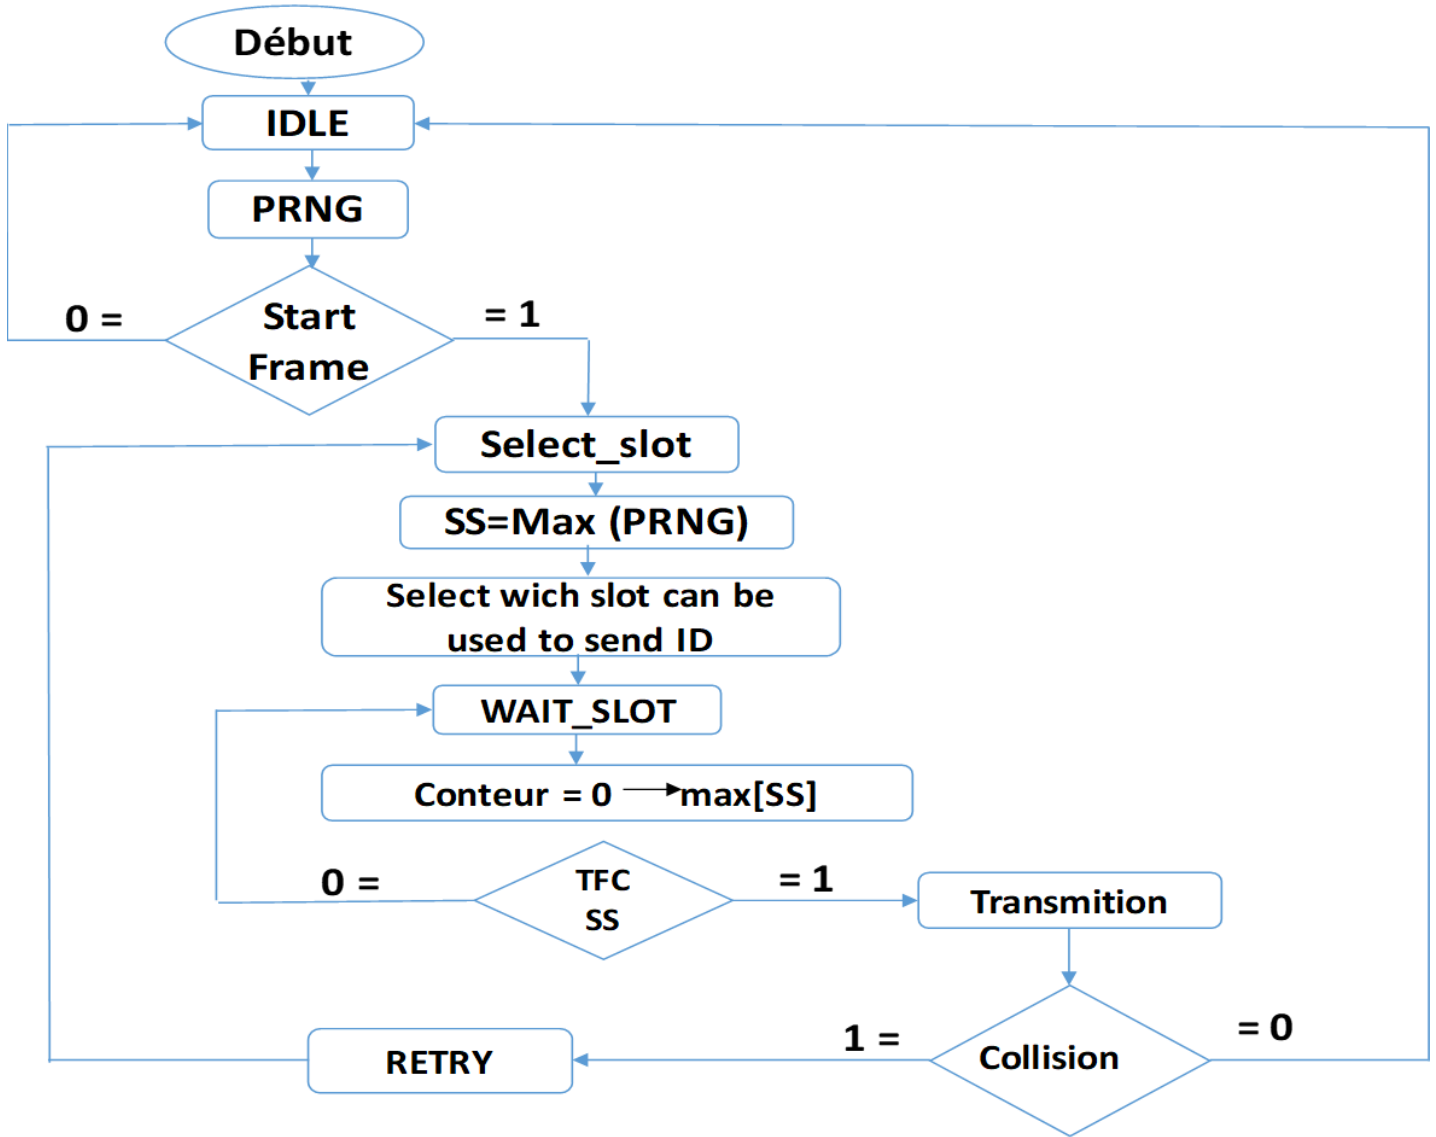 Début
IDLE
PRNG
Start
Frame
0 =
= 1
Select_slot
SS=Max (PRNG)
Select wich slot can be
used to send ID
WAIT_SLOT
Conteur = 0 → max[SS]
TFC
SS
0 =
= 1
Transmition
Collision
1 =
= 0
RETRY